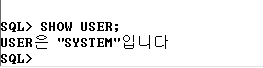 SQL> SHOW USER;
USER은 "SYSTEM"입니다
SQL>